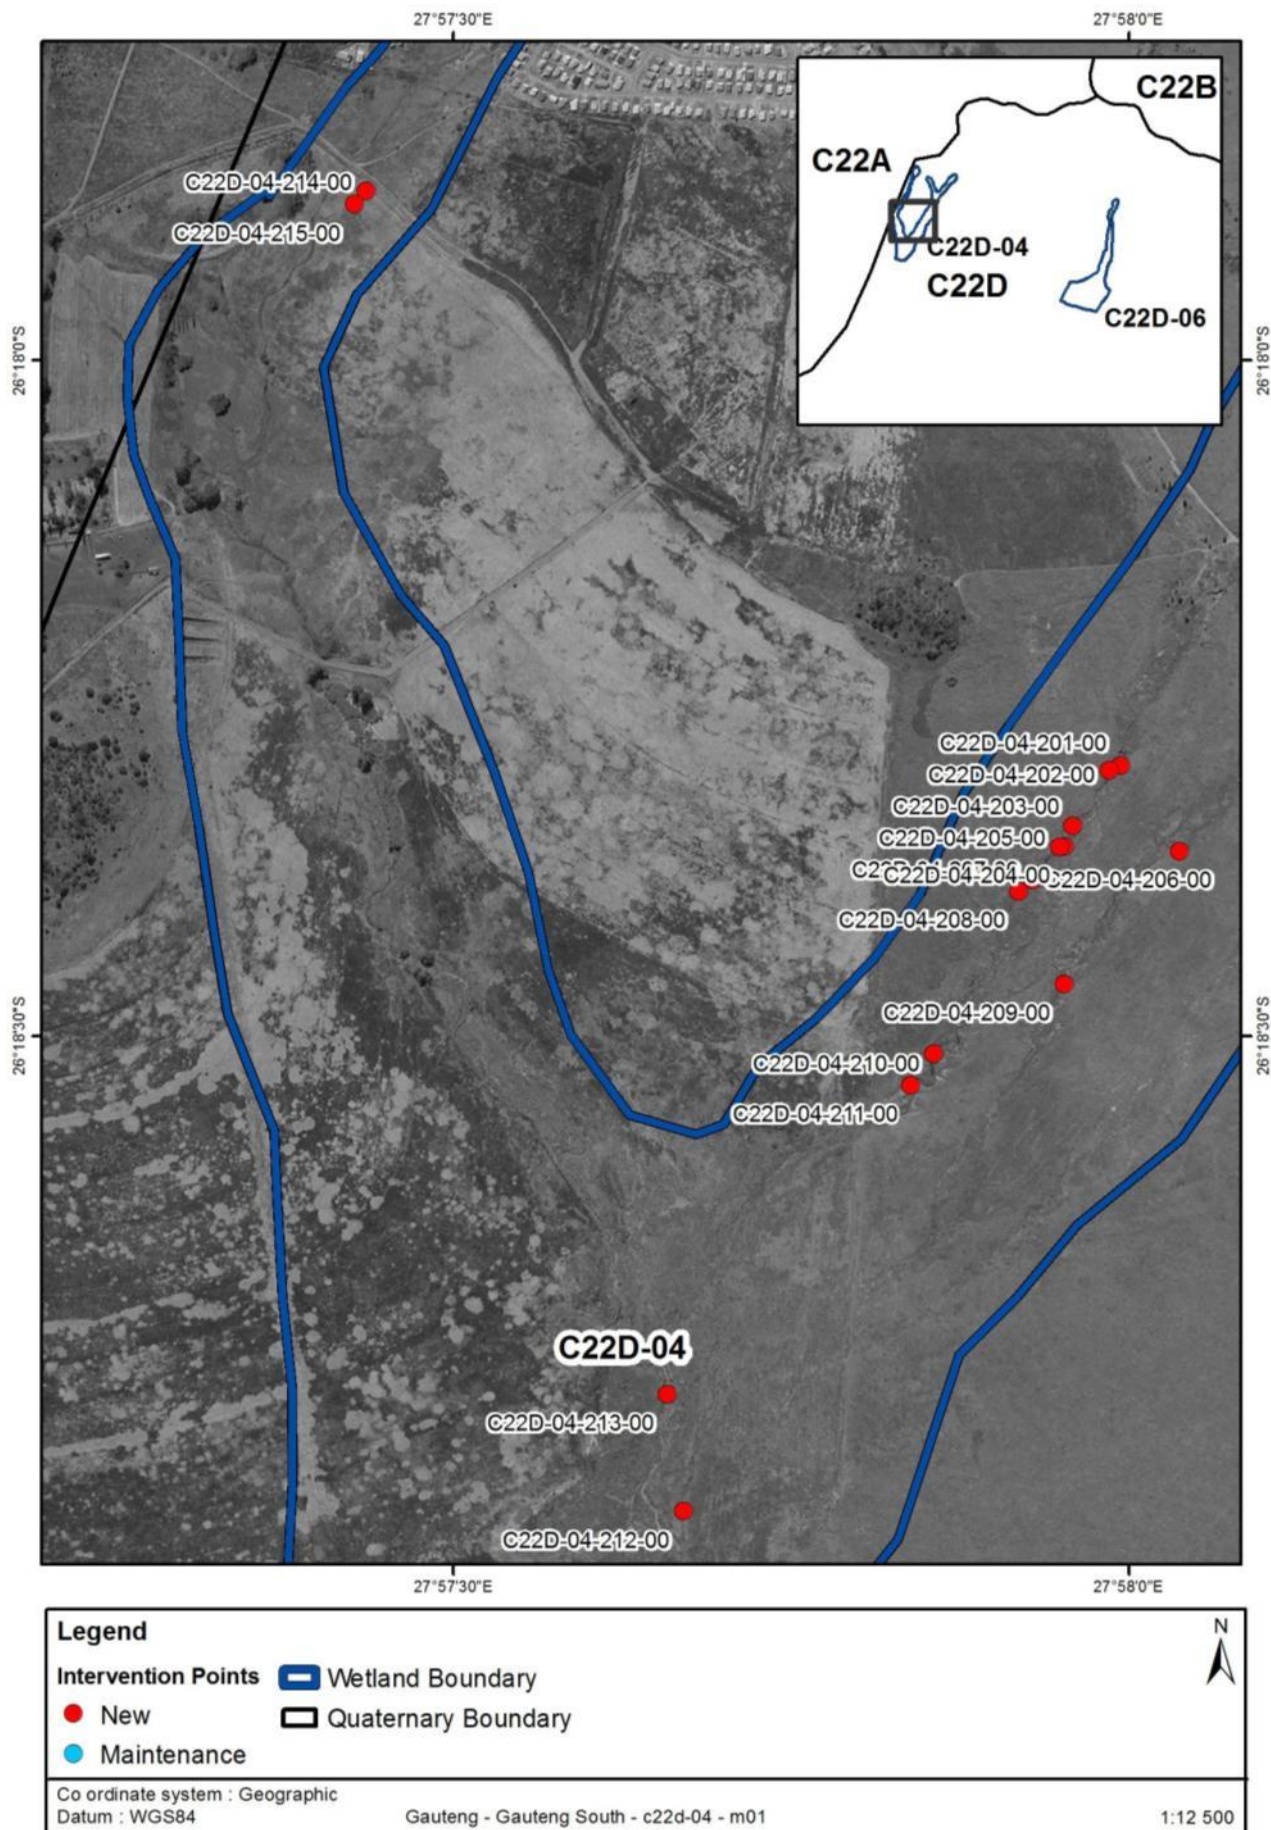 27°57'30"E
27°58'0"E
C22B
C22A
C22D-04
C22D
C22D-06
C22D-04-214-00
C22D-04-215-00
26°18'0"S
26°18'0"S
C22D-04-201-00
C22D-04-202-00
C22D-04-203-00
C22D-04-205-00
C22D-04-204-00
C22D-04-206-00
C22D-04-208-00
C22D-04-209-00
26°18'30"S
26°18'30"S
C22D-04-210-00
C22D-04-211-00
C22D-04
C22D-04-213-00
C22D-04-212-00
27°57'30"E
27°58'0"E
Legend
N
Intervention Points
Wetland Boundary
New
Quaternary Boundary
Maintenance
Co ordinate system : Geographic
Datum : WGS84
Gauteng - Gauteng South - c22d-04 - m01
1:12 500